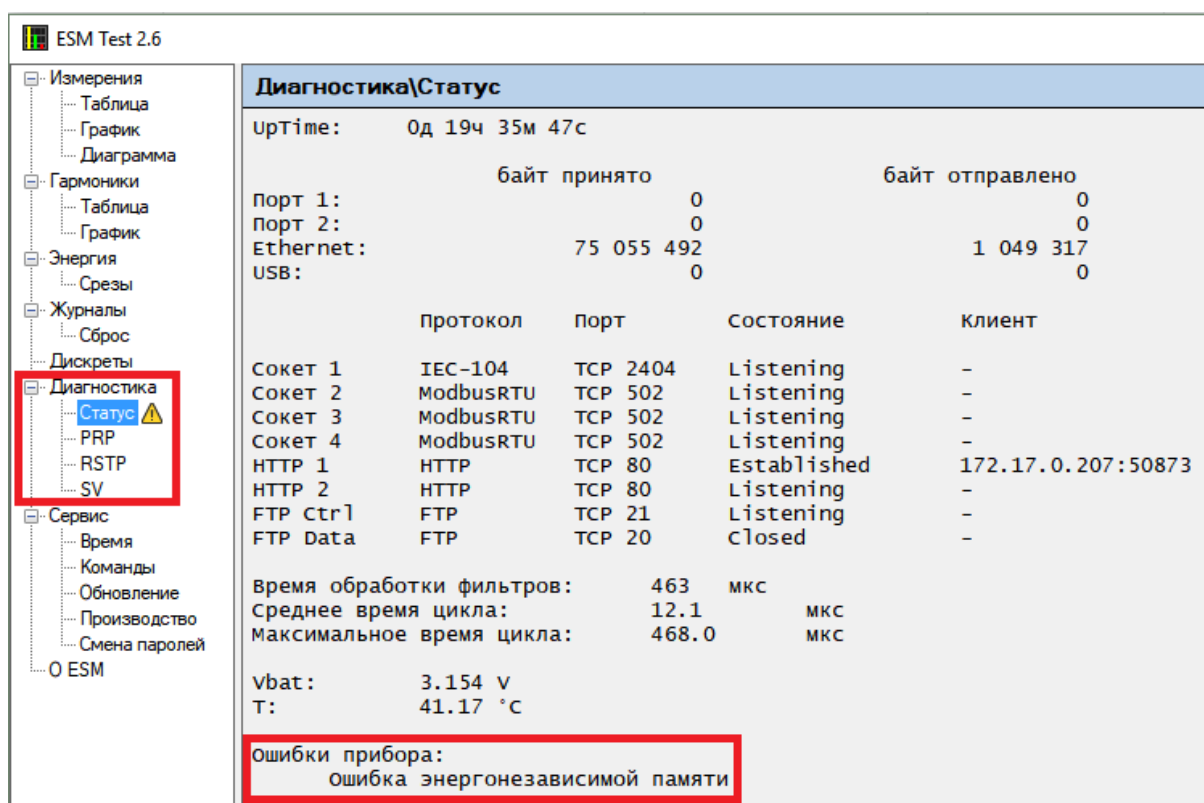 ESM Test 2.6
Измерения
Таблица
График
Диаграмма
Гармоники
Таблица
График
Энергия
Срезы
Журналы
Сброс
Дискреты
Диагностика
Статус
PRP
RSTP
SV
Сервис
Время
Команды
Обновление
Производство
Смена паролей
О ESM
Диагностика\Статус
UpTime: 0д 19ч 35м 47с
байт принято байт отправлено
Порт 1: 0 0
Порт 2: 0 0
Ethernet: 75 055 492 1 049 317
USB: 0 0
Протокол Порт Состояние Клиент
Сокет 1 IEC-104 TCP 2404 Listening -
Сокет 2 ModbusRTU TCP 502 Listening -
Сокет 3 ModbusRTU TCP 502 Listening -
Сокет 4 ModbusRTU TCP 502 Listening -
HTTP 1 HTTP TCP 80 Established 172.17.0.207:50873
HTTP 2 HTTP TCP 80 Listening -
FTP Ctrl FTP TCP 21 Listening -
FTP Data FTP TCP 20 Closed -
Время обработки фильтров: 463 мкс
Среднее время цикла: 12.1 мкс
Максимальное время цикла: 468.0 мкс
Vbat: 3.154 V
T: 41.17 °C
Ошибки прибора:
Ошибка энергонезависимой памяти